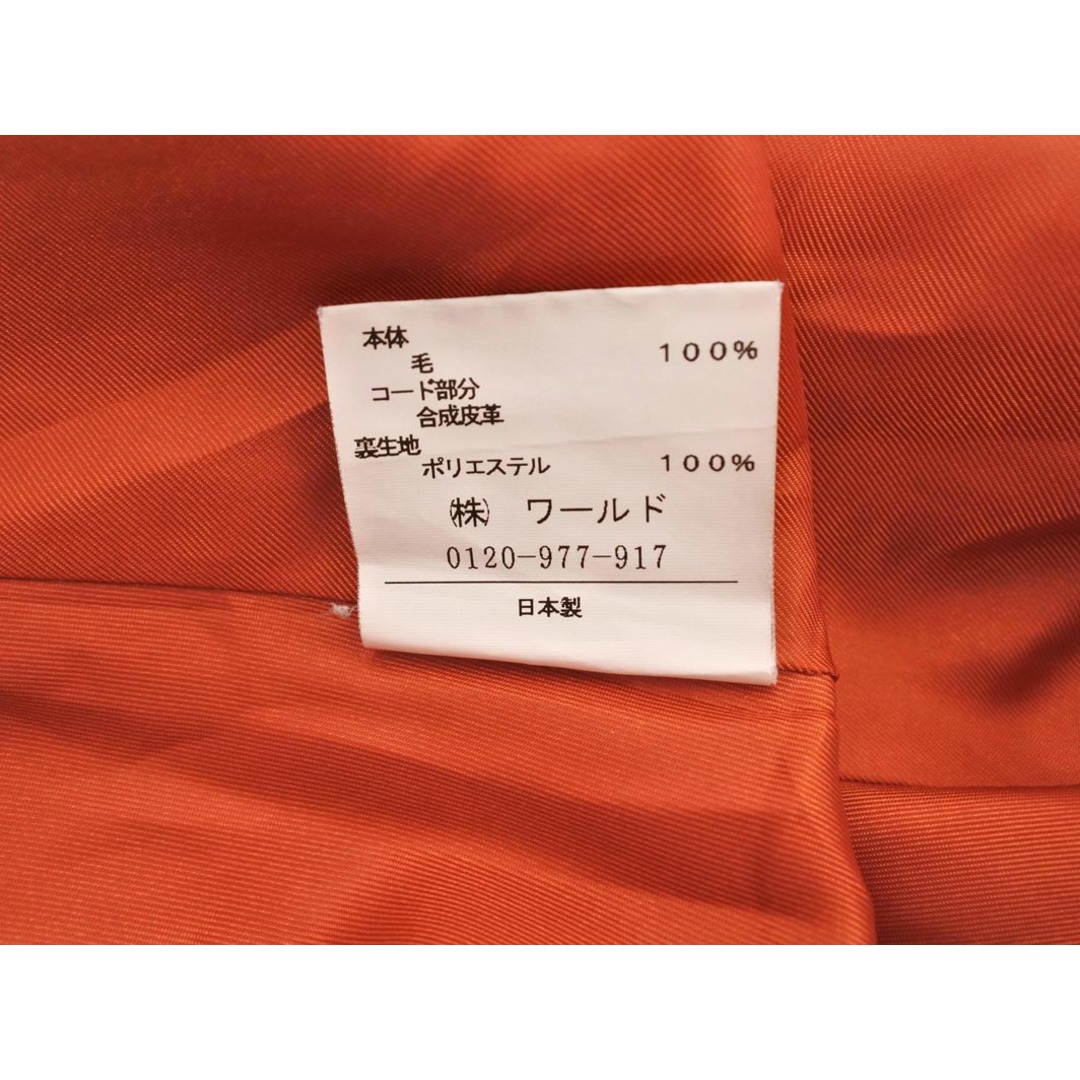 本体
毛 100%
コード部分
合成皮革
裏生地
ポリエステル 100%
㈱ ワールド
0120-977-917
日本製